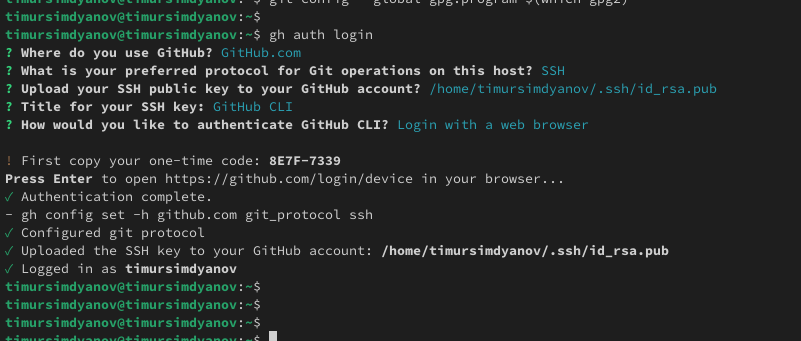 timursimdyanov@timursimdyanov:~$ git config --global gpg.program $(which gpg2)
timursimdyanov@timursimdyanov:~$
timursimdyanov@timursimdyanov:~$ gh auth login
? Where do you use GitHub? GitHub.com
? What is your preferred protocol for Git operations on this host? SSH
? Upload your SSH public key to your GitHub account? /home/timursimdyanov/.ssh/id_rsa.pub
? Title for your SSH key: GitHub CLI
? How would you like to authenticate GitHub CLI? Login with a web browser
! First copy your one-time code: 8E7F-7339
Press Enter to open https://github.com/login/device in your browser...
✓ Authentication complete.
- gh config set -h github.com git_protocol ssh
✓ Configured git protocol
✓ Uploaded the SSH key to your GitHub account: /home/timursimdyanov/.ssh/id_rsa.pub
✓ Logged in as timursimdyanov
timursimdyanov@timursimdyanov:~$
timursimdyanov@timursimdyanov:~$
timursimdyanov@timursimdyanov:~$
timursimdyanov@timursimdyanov:~$